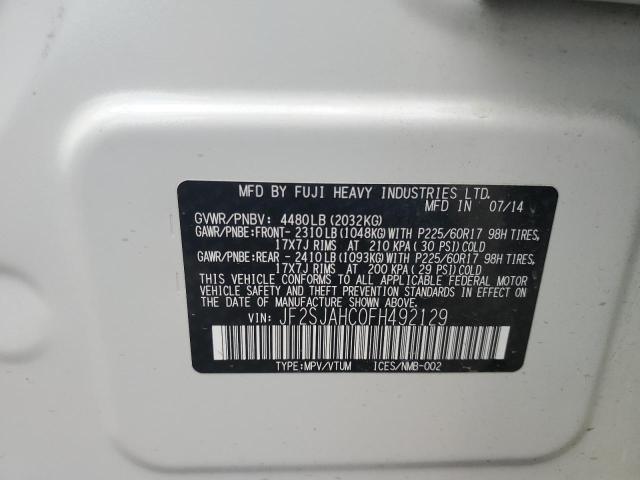 MFD BY FUJI HEAVY INDUSTRIES LTD.
MFD IN 07/14
GVWR/PNBV: 4480LB(2032KG)
GAWR/PNBE:FRONT- 2310LB(1048KG)WITH P225/60R17 98H TIRES,
17X7J RIMS AT 210 KPA(30 PSI)COLD
GAWR/PNBE:REAR - 2410LB(1093KG)WITH P225/60R17 98H TIRES,
17X7J RIMS AT 200 KPA(29 PSI)COLD
THIS VEHICLE CONFORMS TO ALL APPLICABLE FEDERAL MOTOR
VEHICLE SAFETY AND THEFT PREVENTION STANDARDS IN EFFECT
ON THE DATE OF MANUFACTURE SHOWN ABOVE.
VIN: JF2SJAHC0FH492129
TYPE:MPV/VTUM ICES/NMB-002